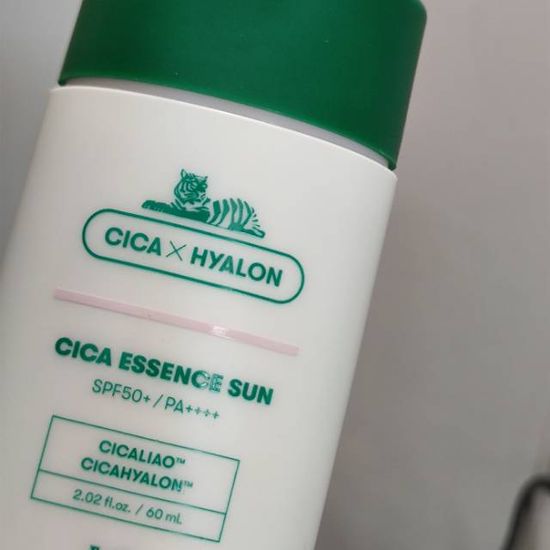 CICA × HYALON
CICA ESSENCE SUN
SPF50+ / PA++++
CICALIAO™
CICAHYALON™
2.02 fl.oz. / 60 ml.